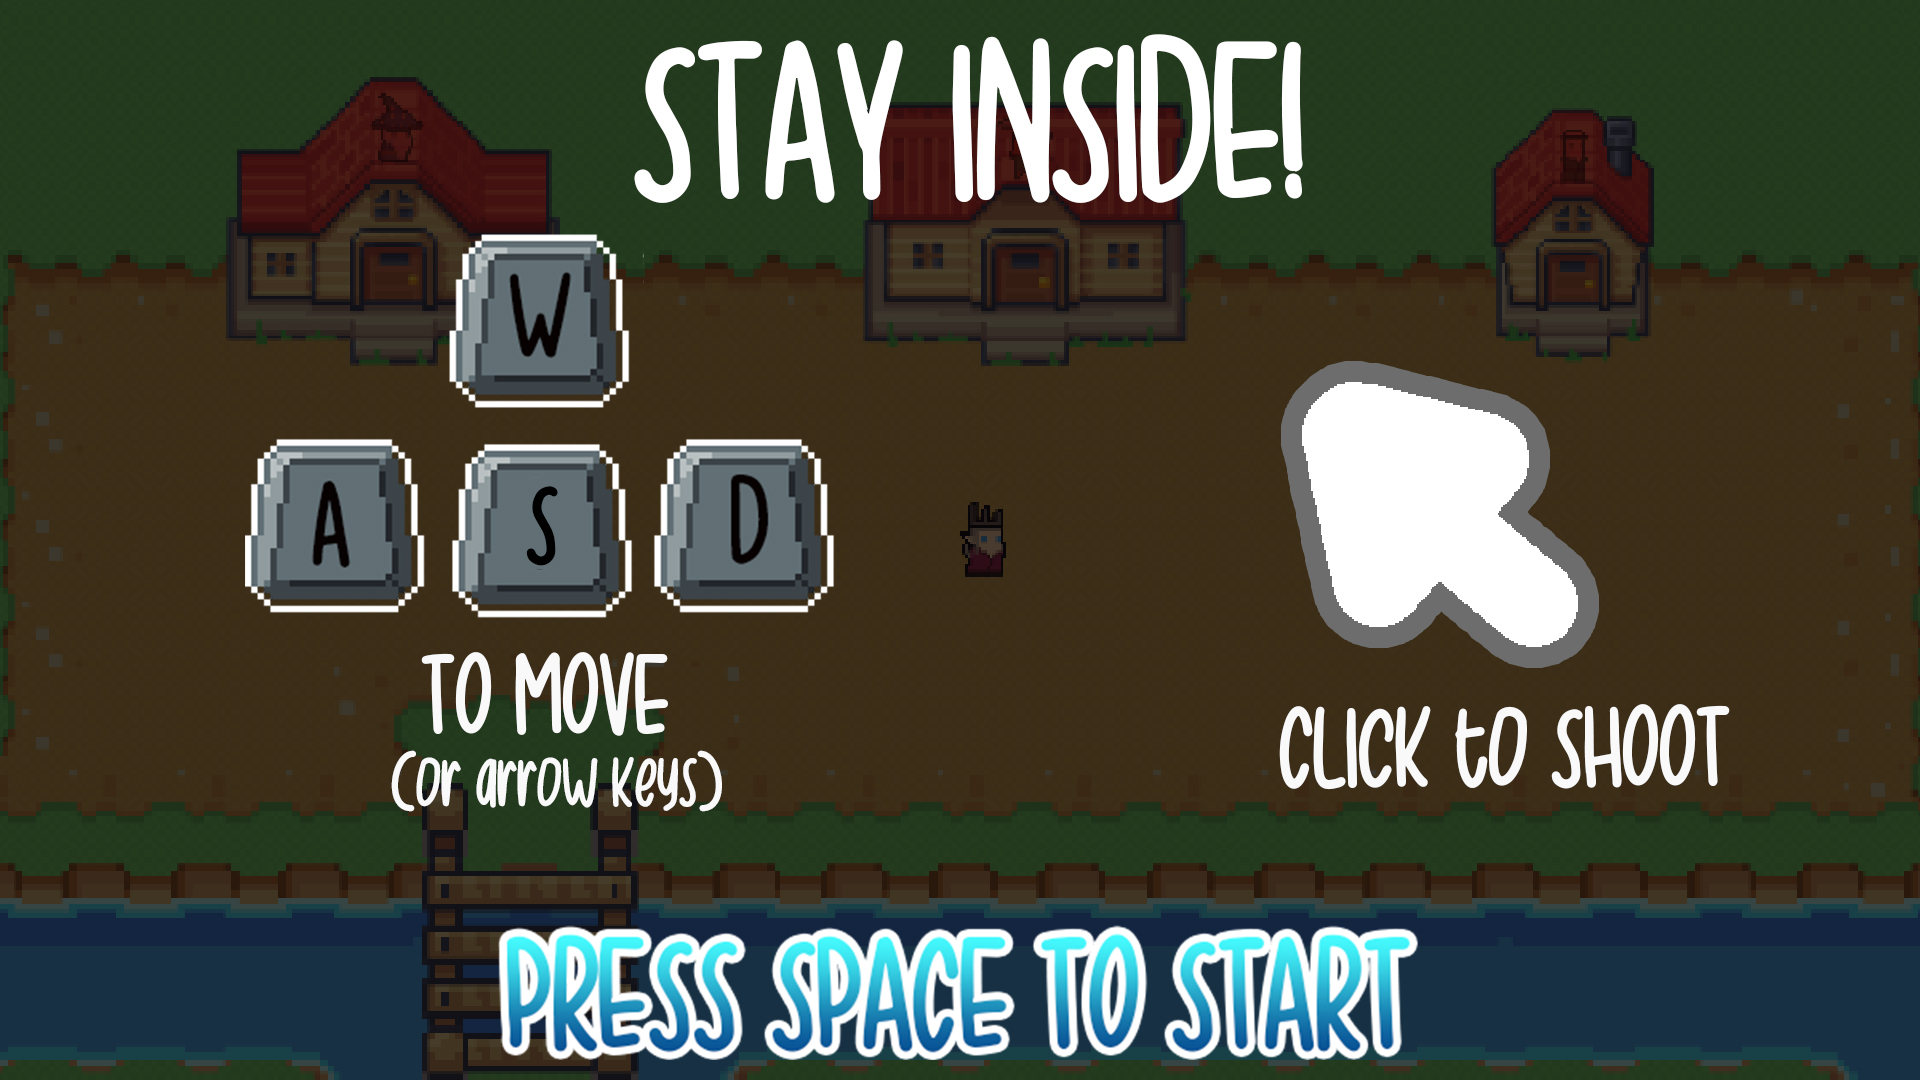 STAY INSIDE!
W
A S D
TO MOVE
(or arrow keys)
CLICK to SHOOT
PRESS SPACE TO START